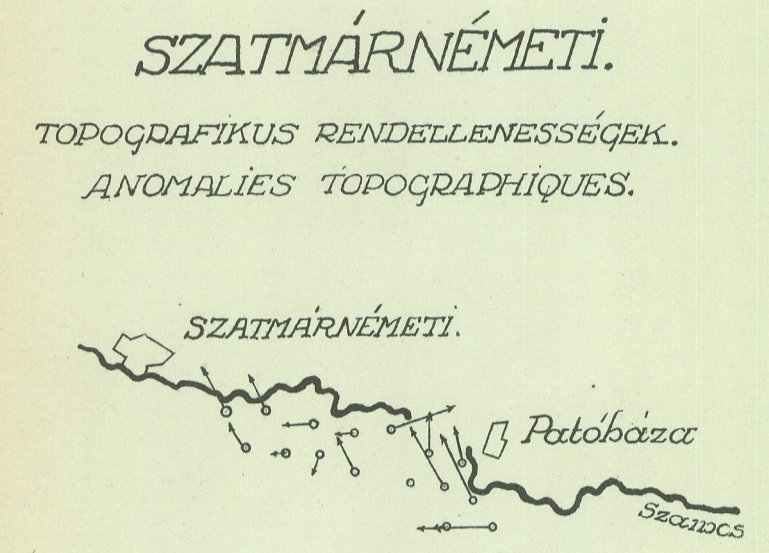 SZATMÁRNÉMETI.
TOPOGRAFIKUS RENDELLENESSÉGEK.
ANOMALIES TOPOGRAPHIQUES.
SZATMÁRNÉMETI.
Patóháza
Szamos